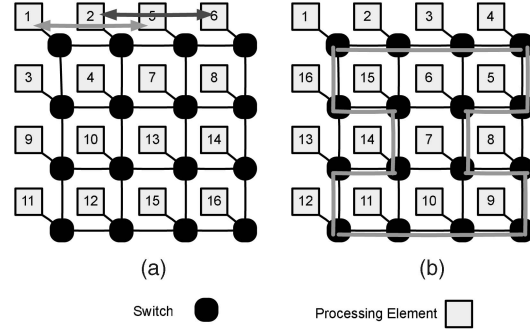 1 2 5 6 1 2 3 4
3 4 7 8 16 15 6 5
9 10 13 14 13 14 7 8
11 12 15 16 12 11 10 9
(a) (b)
Switch Processing Element